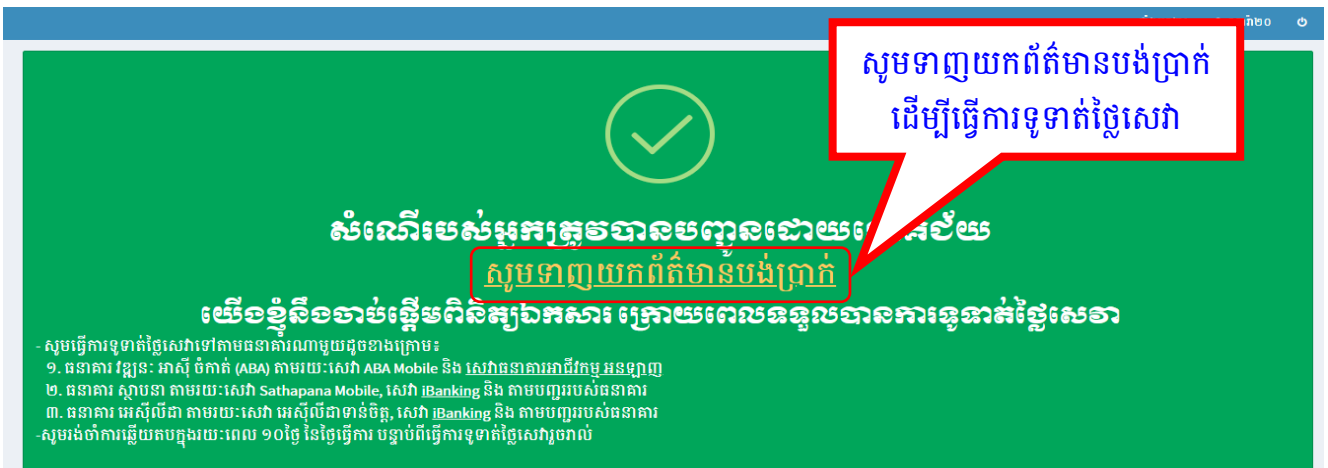 សូមទាញយកព័ត៌មានបង់ប្រាក់
ដើម្បីធ្វើការទូទាត់ថ្លៃសេវា
សំណើរបស់អ្នកត្រូវបានបញ្ជូនដោយ ជ័យ
សូមទាញយកព័ត៌មានបង់ប្រាក់
យើងខ្ញុំនឹងចាប់ផ្តើមពិនិត្យឯកសារ ក្រោយពេលទទួលបានការទូទាត់ថ្លៃសេវា
- សូមធ្វើការទូទាត់ថ្លៃសេវាទៅតាមធនាគារណាមួយដូចខាងក្រោម៖
១. ធនាគារ វឌ្ឍនៈ អាស៊ី ចំកាត់ (ABA) តាមរយៈសេវា ABA Mobile និង សេវាធនាគារអាជីវកម្ម អនឡាញ
២. ធនាគារ ស្ថាបនា តាមរយៈសេវា Sathapana Mobile, សេវា iBanking និង តាមបញ្ជររបស់ធនាគារ
៣. ធនាគារ អេស៊ីលីដា តាមរយៈសេវា អេស៊ីលីដាទាន់ចិត្ត, សេវា iBanking និង តាមបញ្ជររបស់ធនាគារ
-សូមរង់ចាំការឆ្លើយតបក្នុងរយៈពេល ១០ថ្ងៃ នៃថ្ងៃធ្វើការ បន្ទាប់ពីធ្វើការទូទាត់ថ្លៃសេវារួចរាល់